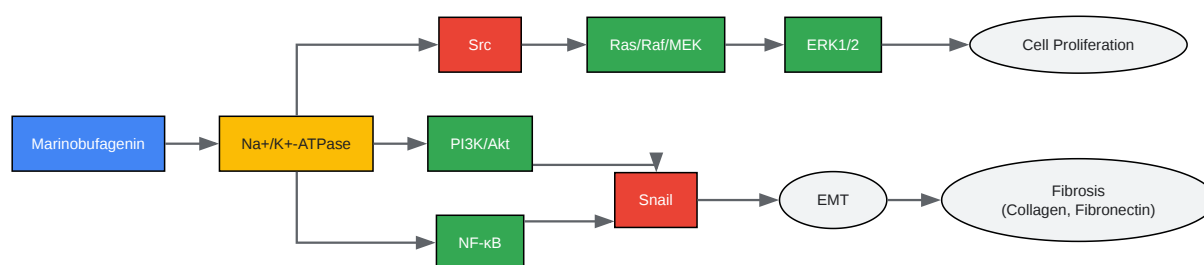 Src
Ras/Raf/MEK
ERK1/2
Cell Proliferation
Marinobufagenin
Na+/K+-ATPase
PI3K/Akt
Snail
EMT
Fibrosis
(Collagen, Fibronectin)
NF-κB